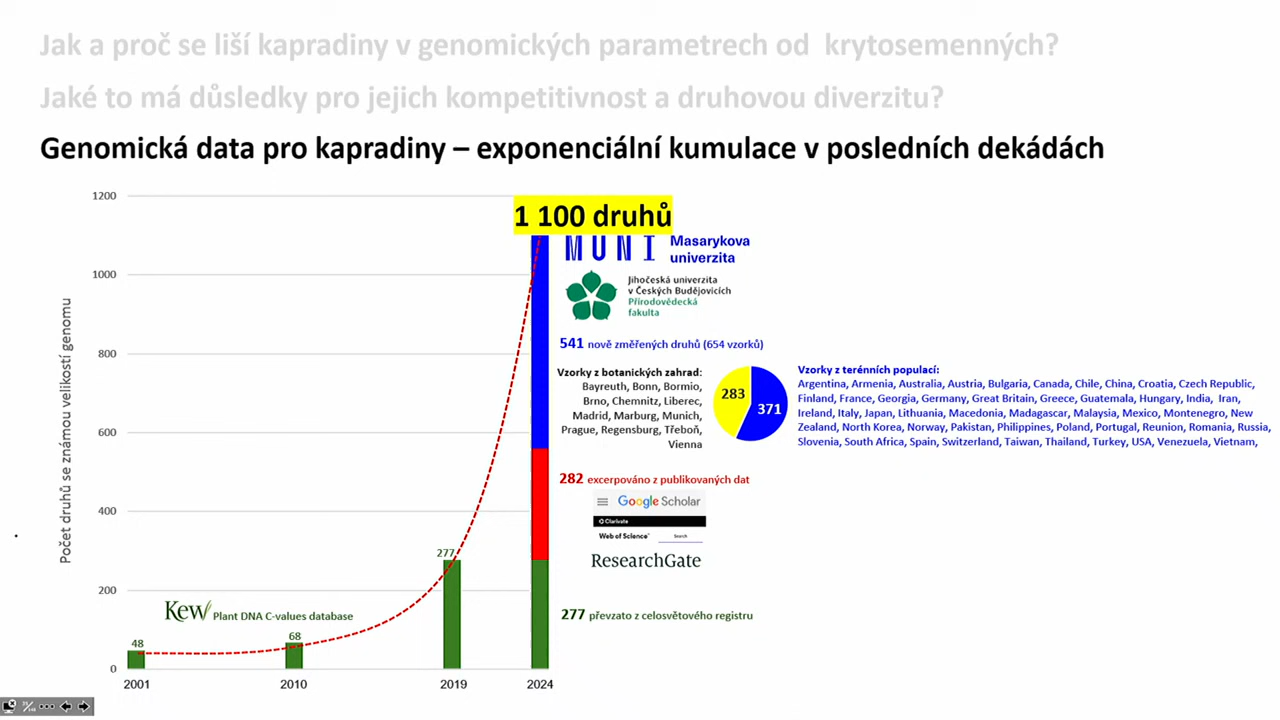 Jak a proč se liší kapradiny v genomických parametrech od krytosemenných?
Jaké to má důsledky pro jejich kompetitivnost a druhovou diverzitu?
Genomická data pro kapradiny – exponenciální kumulace v posledních dekádách
Počet druhů se známou velikostí genomu
1200
1000
800
600
400
200
0
2001
2010
2019
2024
48
68
277
Kew Plant DNA C-values database
1 100 druhů
MUNI
Masarykova
univerzita
Jihočeská univerzita
v Českých Budějovicích
Přírodovědecká
fakulta
541 nově změřených druhů (654 vzorků)
Vzorky z botanických zahrad:
Bayreuth, Bonn, Bormio,
Brno, Chemnitz, Liberec,
Madrid, Marburg, Munich,
Prague, Regensburg, Třeboň,
Vienna
283
371
Vzorky z terénních populací:
Argentina, Armenia, Australia, Austria, Bulgaria, Canada, Chile, China, Croatia, Czech Republic,
Finland, France, Georgia, Germany, Great Britain, Greece, Guatemala, Hungary, India, Iran,
Ireland, Italy, Japan, Lithuania, Macedonia, Madagascar, Malaysia, Mexico, Montenegro, New
Zealand, North Korea, Norway, Pakistan, Philippines, Poland, Portugal, Reunion, Romania, Russia,
Slovenia, South Africa, Spain, Switzerland, Taiwan, Thailand, Turkey, USA, Venezuela, Vietnam,
282 excerpováno z publikovaných dat
Google Scholar
Clarivate
Web of Science™
Search
ResearchGate
277 převzato z celosvětového registru